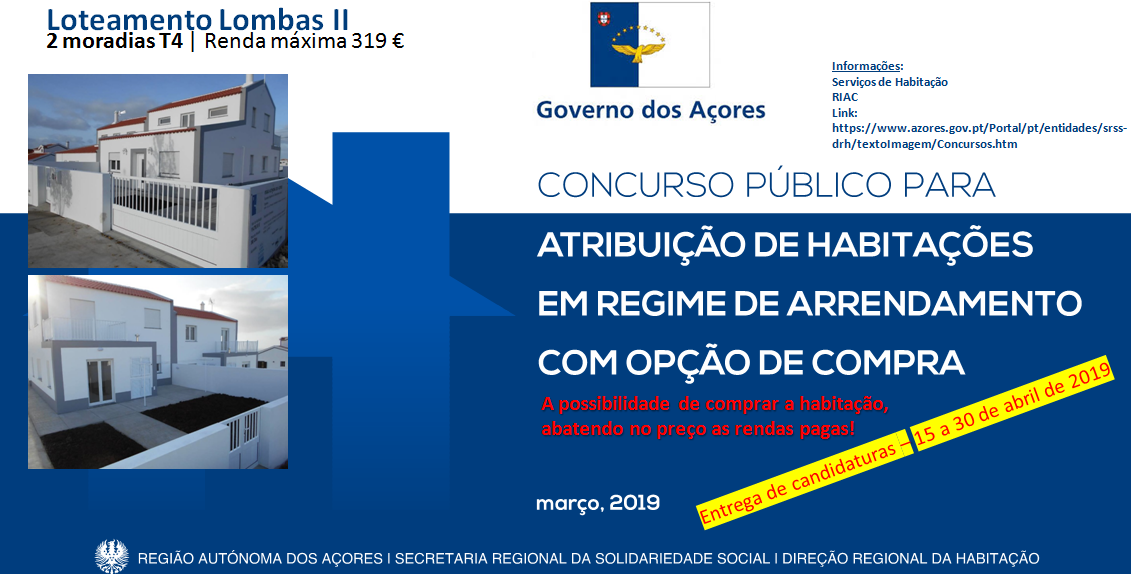 Loteamento Lombas II
2 moradias T4 | Renda máxima 319 €
Governo dos Açores
Informações:
Serviços de Habitação
RIAC
Link:
https://www.azores.gov.pt/Portal/pt/entidades/srss-
drh/textoImagem/Concursos.htm
CONCURSO PÚBLICO PARA
ATRIBUIÇÃO DE HABITAÇÕES
EM REGIME DE ARRENDAMENTO
COM OPÇÃO DE COMPRA
A possibilidade de comprar a habitação,
abatendo no preço as rendas pagas!
Entrega de candidaturas – 15 a 30 de abril de 2019
março, 2019
REGIÃO AUTÓNOMA DOS AÇORES I SECRETARIA REGIONAL DA SOLIDARIEDADE SOCIAL I DIREÇÃO REGIONAL DA HABITAÇÃO